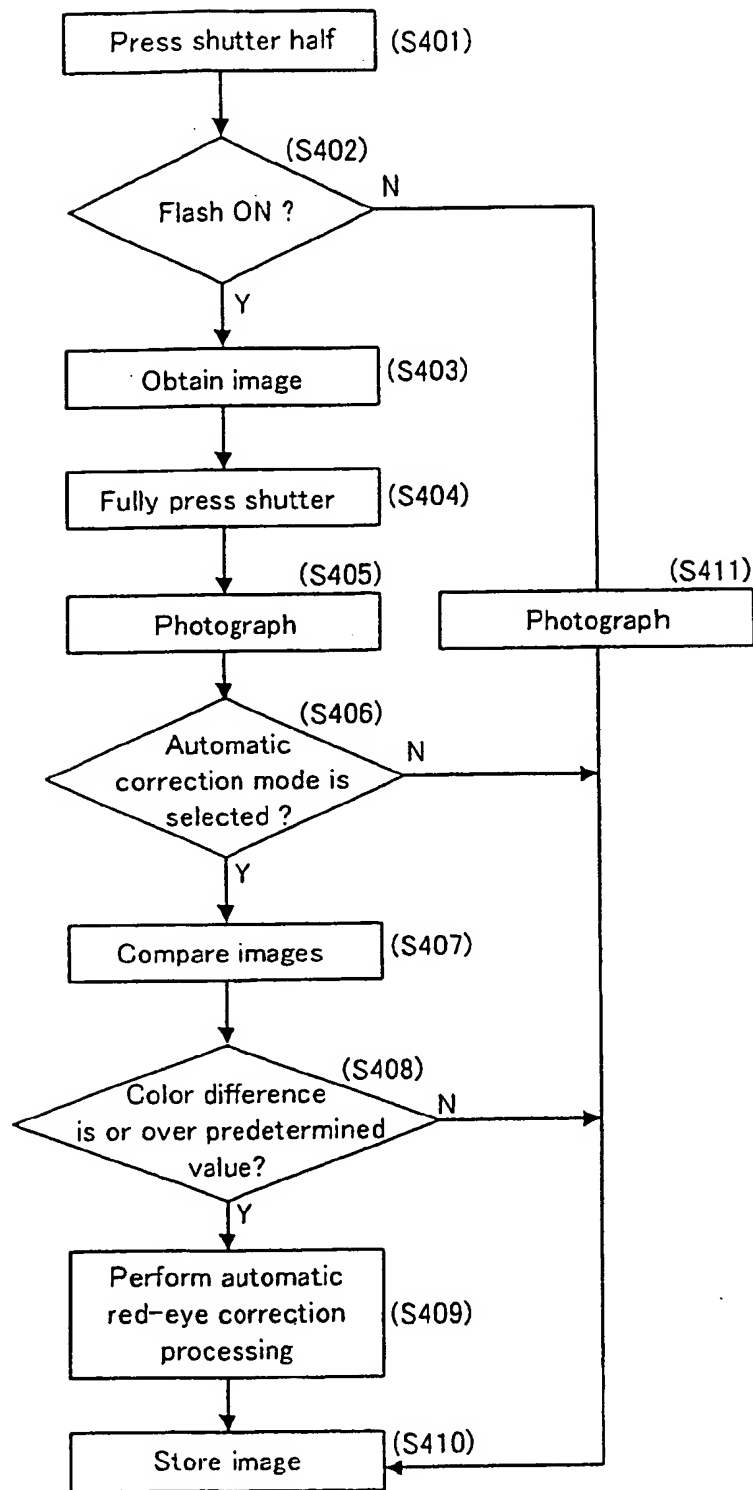 Press shutter half (S401)
(S402)
Flash ON ?
N
Y
Obtain image (S403)
Fully press shutter (S404)
(S405)
Photograph
(S411)
Photograph
(S406)
Automatic
correction mode is
selected ?
N
Y
Compare images (S407)
(S408)
Color difference
is or over predetermined
value?
N
Y
Perform automatic
red-eye correction
processing
(S409)
Store image
(S410)